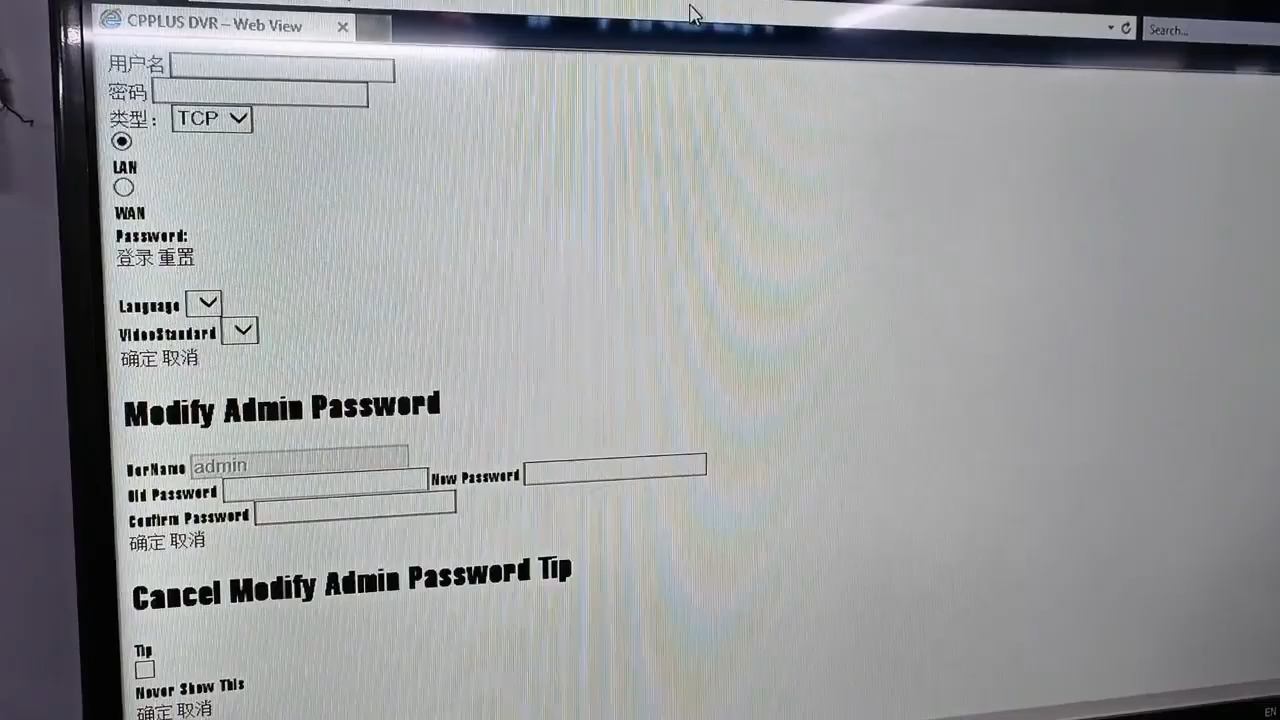 CPPLUS DVR – Web View
Search...
用户名
密码
类型： TCP
LAN
WAN
Password:
登录 重置
Language
VideoStandard
确定 取消
Modify Admin Password
UserName admin
Old Password New Password
Confirm Password
确定 取消
Cancel Modify Admin Password Tip
Tip
Never Show This
确定 取消
EN